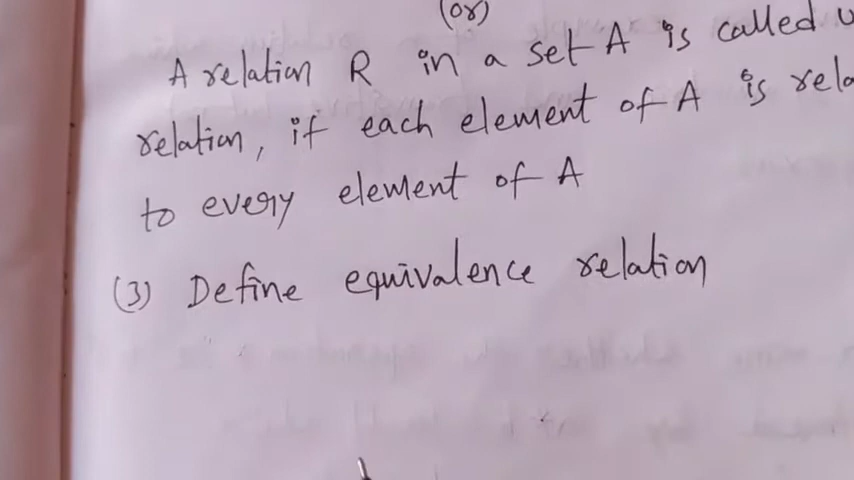 (or)
A relation R in a set A is called
relation, if each element of A is
to every element of A
(3) Define equivalence relation